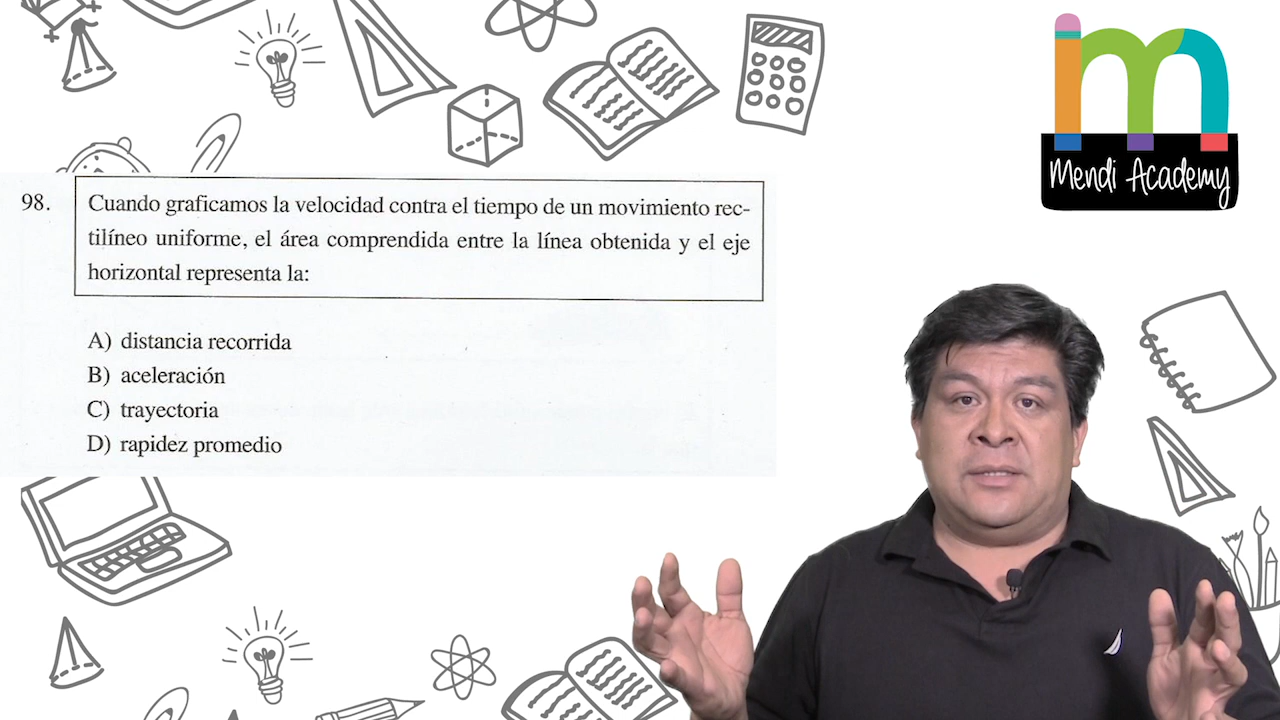 Mendi Academy
98. Cuando graficamos la velocidad contra el tiempo de un movimiento rec-
tilíneo uniforme, el área comprendida entre la línea obtenida y el eje
horizontal representa la:
A) distancia recorrida
B) aceleración
C) trayectoria
D) rapidez promedio